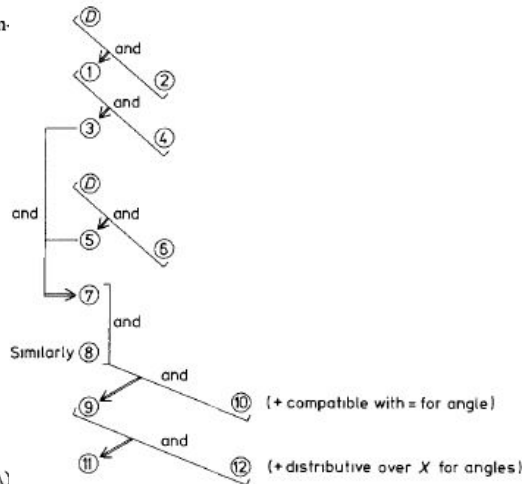 n-
D
and
1
2
and
3
4
D
and
and
5
6
7
and
Similarly 8
and
9
10 (+ compatible with = for angle)
and
11
12 (+ distributive over X for angles)